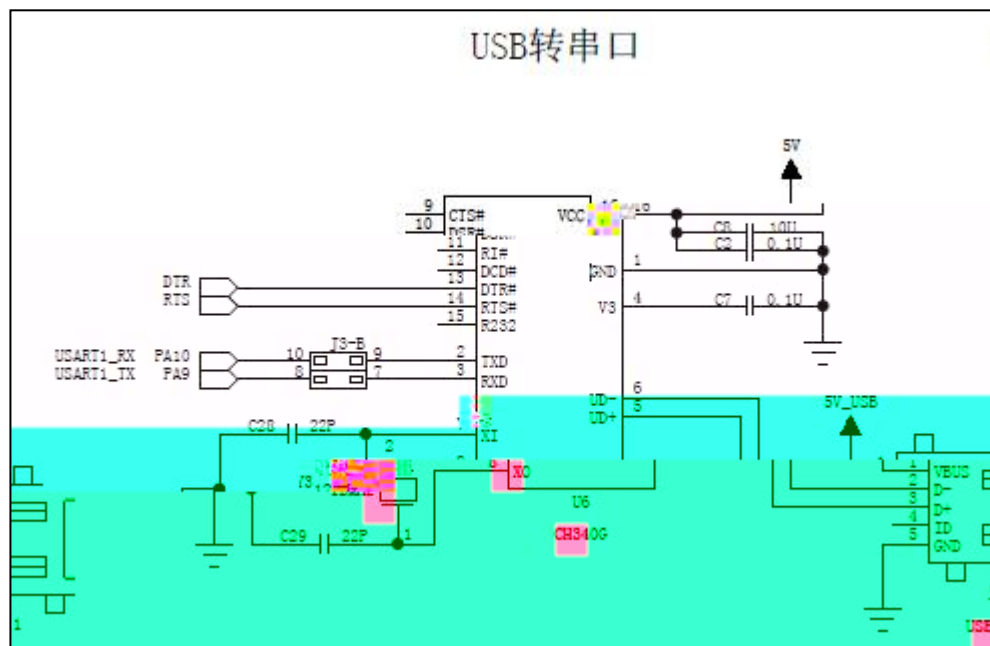 USB转串口
5V
9 CTS# VCC
10
C8 10U
11 RI# C2 0.1U
12 DCD# GND 1
DTR 13 DTR#
RTS 14 RTS# V3 4 C7 0.1U
15 R232
J3-B
USART1_RX PA10 10 9 2 TXD
USART1_TX PA9 8 7 3 RXD
UD- 6
UD+ 5
5V_USB
C28 22P XI
2
XO 1 VBUS
2 D-
U6 3 D+
4 ID
C29 22P 1 CH340G 5 GND
1